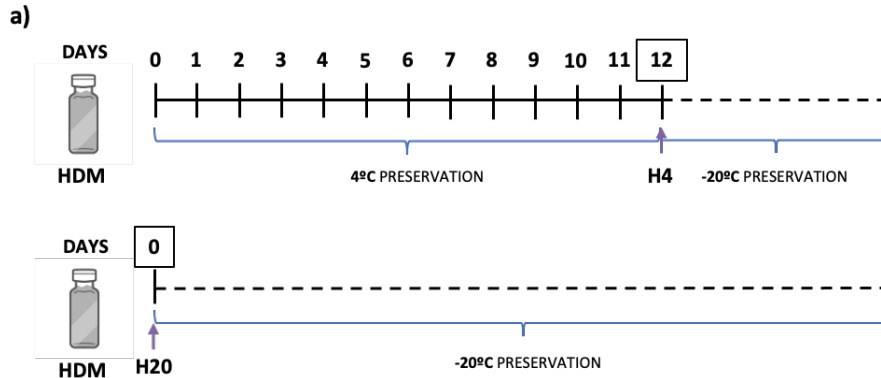 a)
DAYS 0 1 2 3 4 5 6 7 8 9 10 11 12
HDM
4ºC PRESERVATION H4 -20ºC PRESERVATION
DAYS 0
HDM H20
-20ºC PRESERVATION